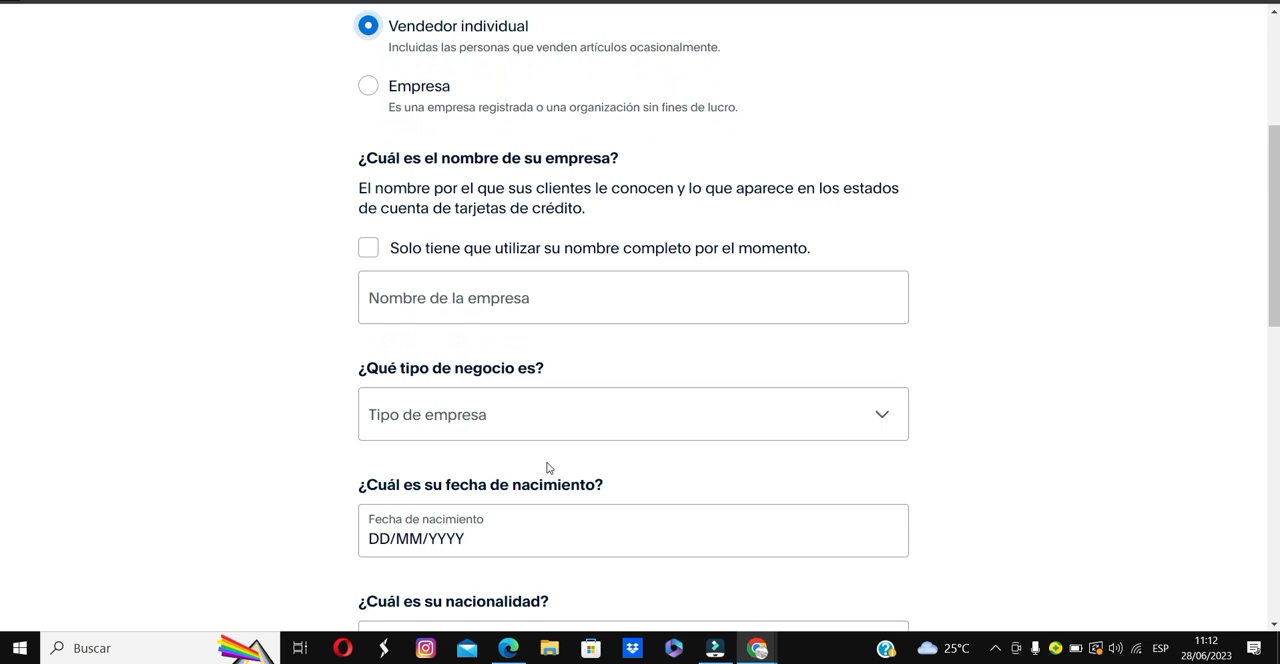 Vendedor individual
Incluidas las personas que venden artículos ocasionalmente.
Empresa
Es una empresa registrada o una organización sin fines de lucro.
¿Cuál es el nombre de su empresa?
El nombre por el que sus clientes le conocen y lo que aparece en los estados
de cuenta de tarjetas de crédito.
Solo tiene que utilizar su nombre completo por el momento.
Nombre de la empresa
¿Qué tipo de negocio es?
Tipo de empresa
¿Cuál es su fecha de nacimiento?
Fecha de nacimiento
DD/MM/YYYY
¿Cuál es su nacionalidad?
Buscar
25°C
ESP
11:12
28/06/2023